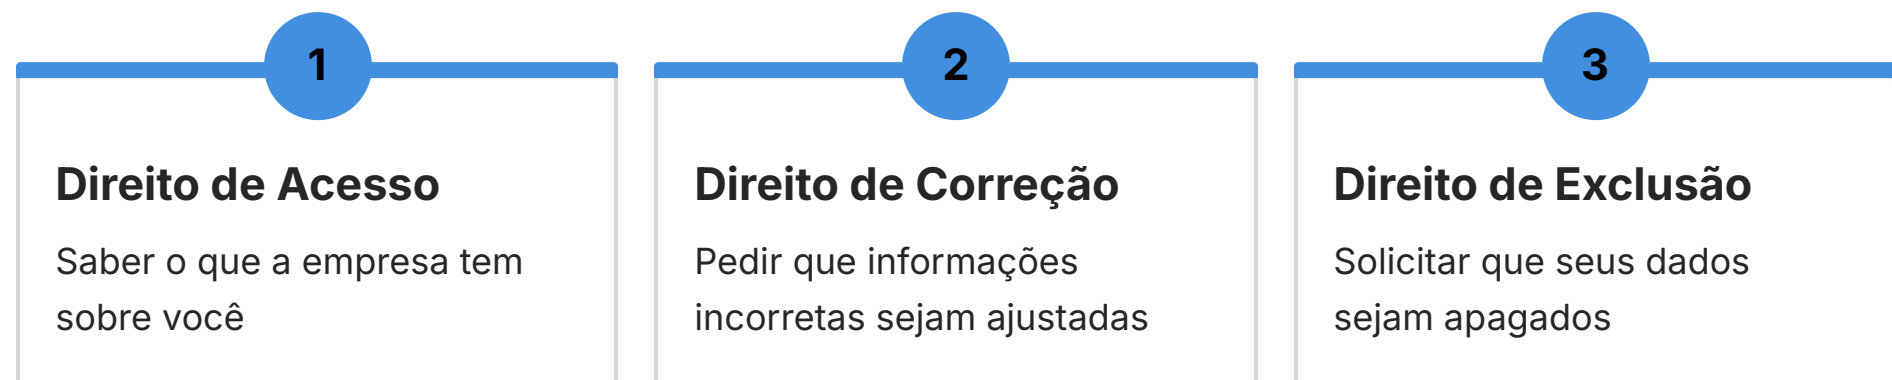 1
Direito de Acesso
Saber o que a empresa tem
sobre você
2
Direito de Correção
Pedir que informações
incorretas sejam ajustadas
3
Direito de Exclusão
Solicitar que seus dados
sejam apagados